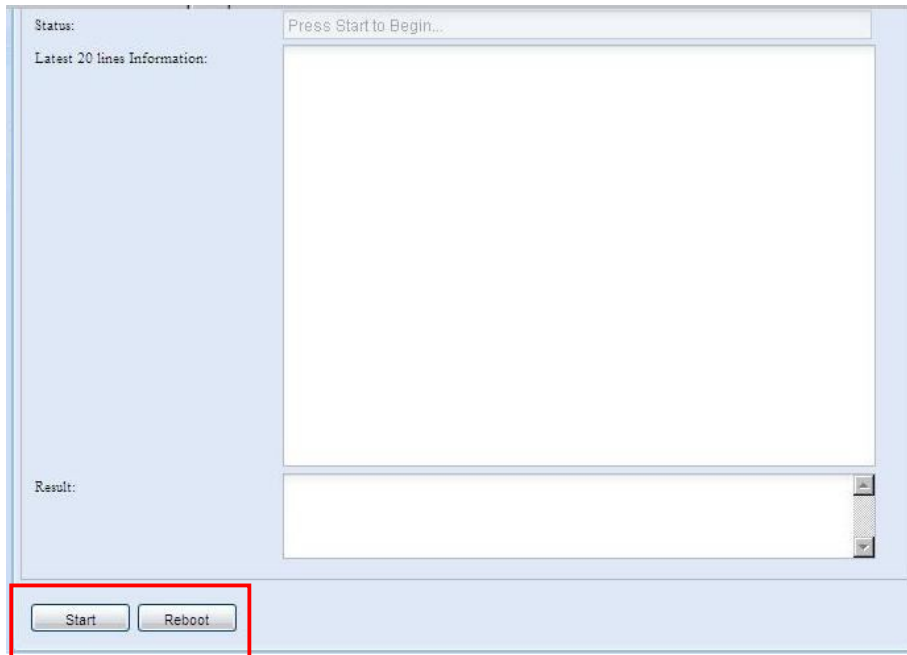 Status:
Press Start to Begin...
Latest 20 lines Information:
Result:
Start
Reboot